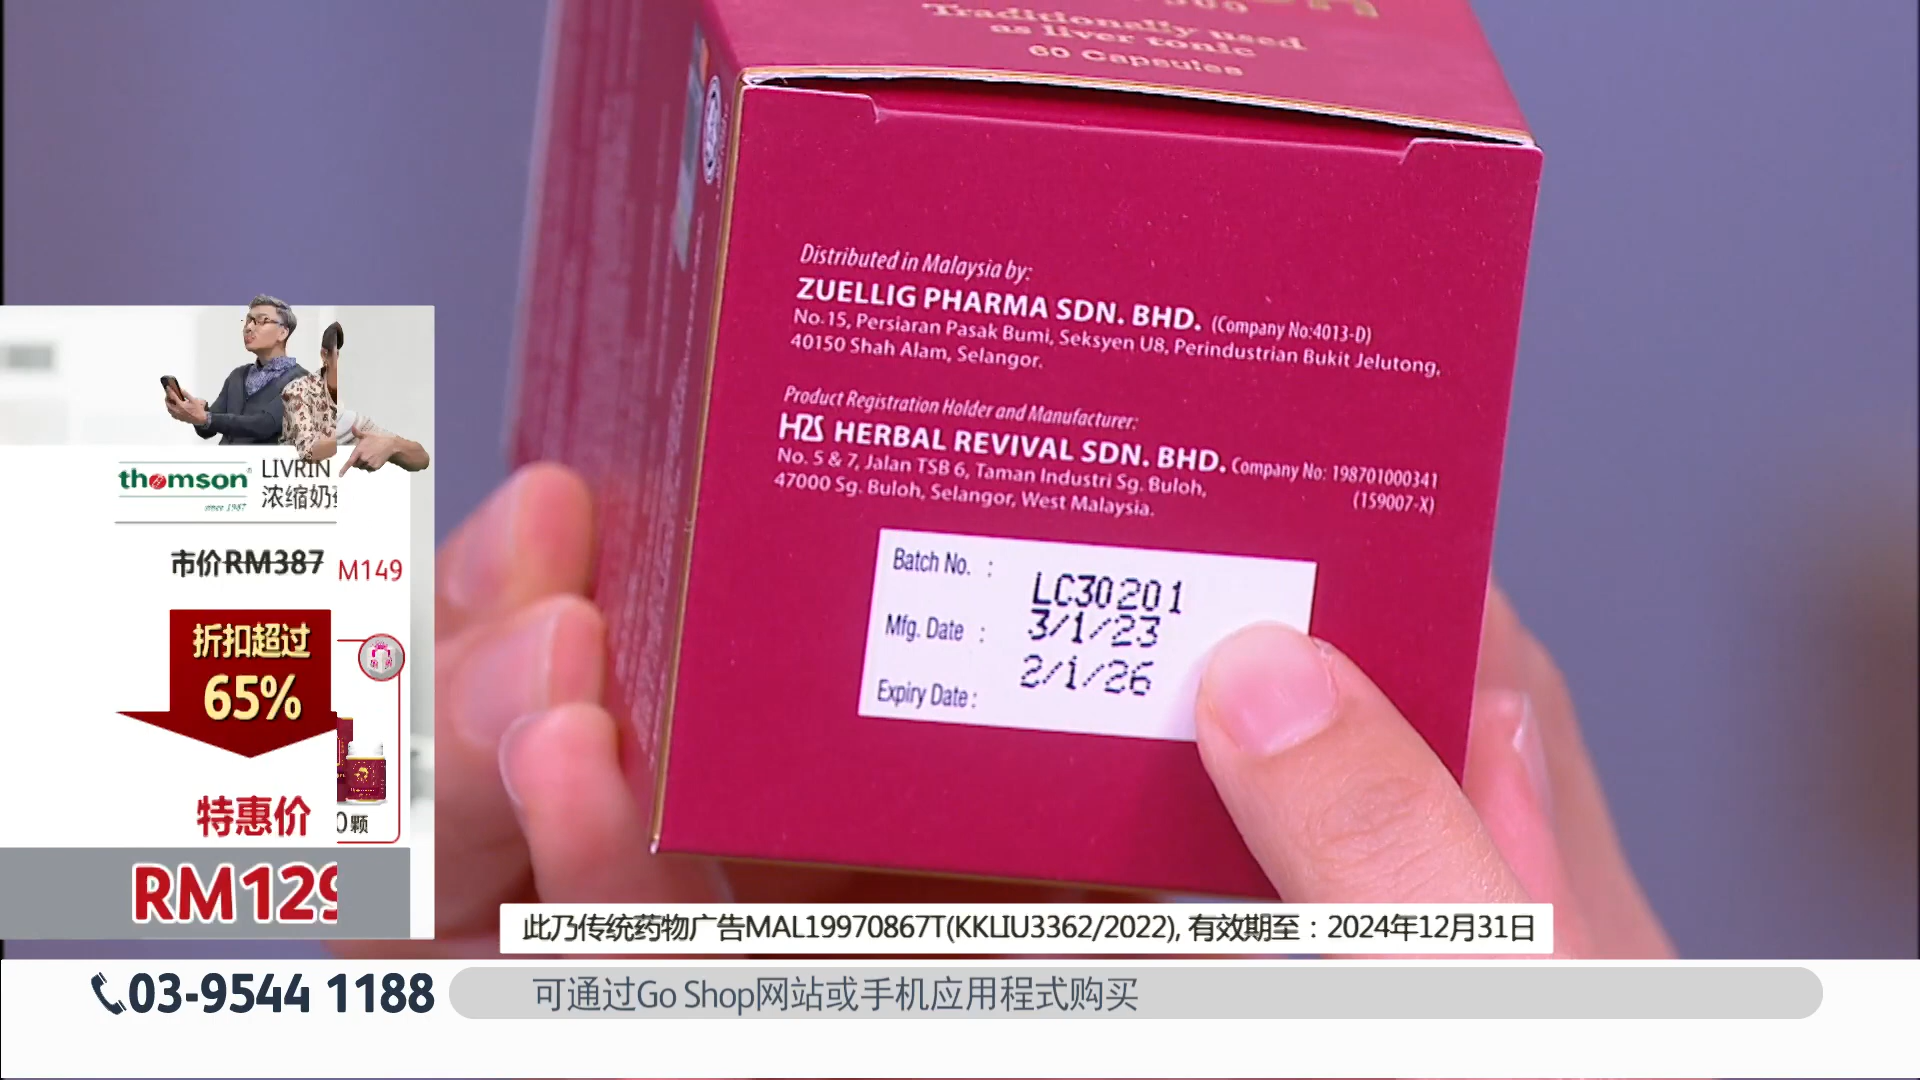 Traditionally used
as liver tonic
60 Capsules
Distributed in Malaysia by:
ZUELLIG PHARMA SDN. BHD. (Company No:4013-D)
No.15, Persiaran Pasak Bumi, Seksyen U8, Perindustrian Bukit Jelutong,
40150 Shah Alam, Selangor.
Product Registration Holder and Manufacturer:
HRS HERBAL REVIVAL SDN. BHD. Company No: 198701000341
(159007-X)
No. 5 & 7, Jalan TSB 6, Taman Industri Sg. Buloh,
47000 Sg. Buloh, Selangor, West Malaysia.
Batch No. : LC30201
Mfg. Date : 3/1/23
Expiry Date : 2/1/26
thomson
since 1987
LIVRIN
浓缩奶
市价RM387
M149
折扣超过
65%
特惠价
0颗
RM129
此乃传统药物广告MAL19970867T(KKLIU3362/2022), 有效期至：2024年12月31日
03-9544 1188
可通过Go Shop网站或手机应用程式购买